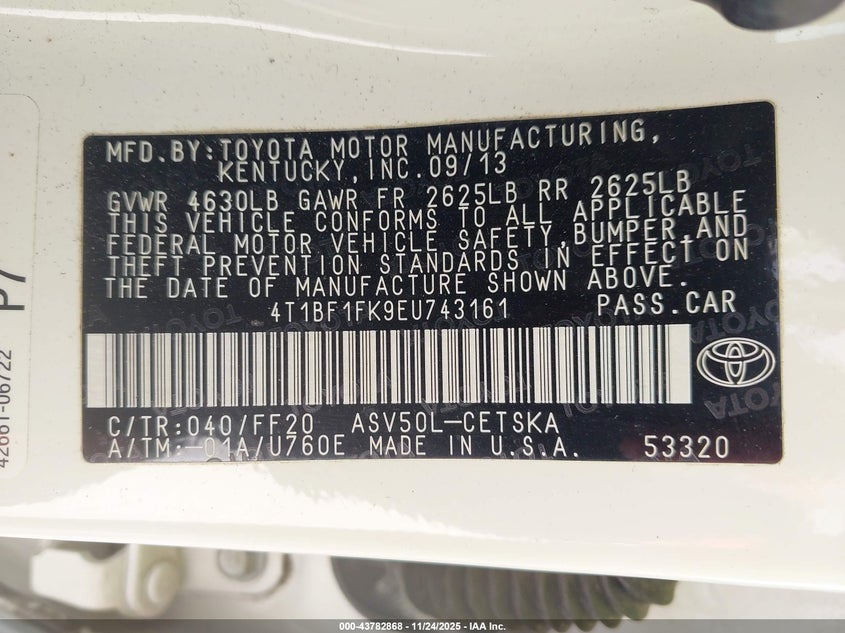 MFD.BY:TOYOTA MOTOR MANUFACTURING,
KENTUCKY,INC.09/13
GVWR 4630LB GAWR FR 2625LB RR 2625LB
THIS VEHICLE CONFORMS TO ALL APPLICABLE
FEDERAL MOTOR VEHICLE SAFETY,BUMPER,AND
THEFT PREVENTION STANDARDS IN EFFECT ON
THE DATE OF MANUFACTURE SHOWN ABOVE.
4T1BF1FK9EU743161 PASS.CAR
C/TR:040/FF20 ASV50L-CETSKA
A/TM:-01A/U760E MADE IN U.S.A. 53320
P7
42661-06722
000-43782868 - 11/24/2025 - IAA Inc.